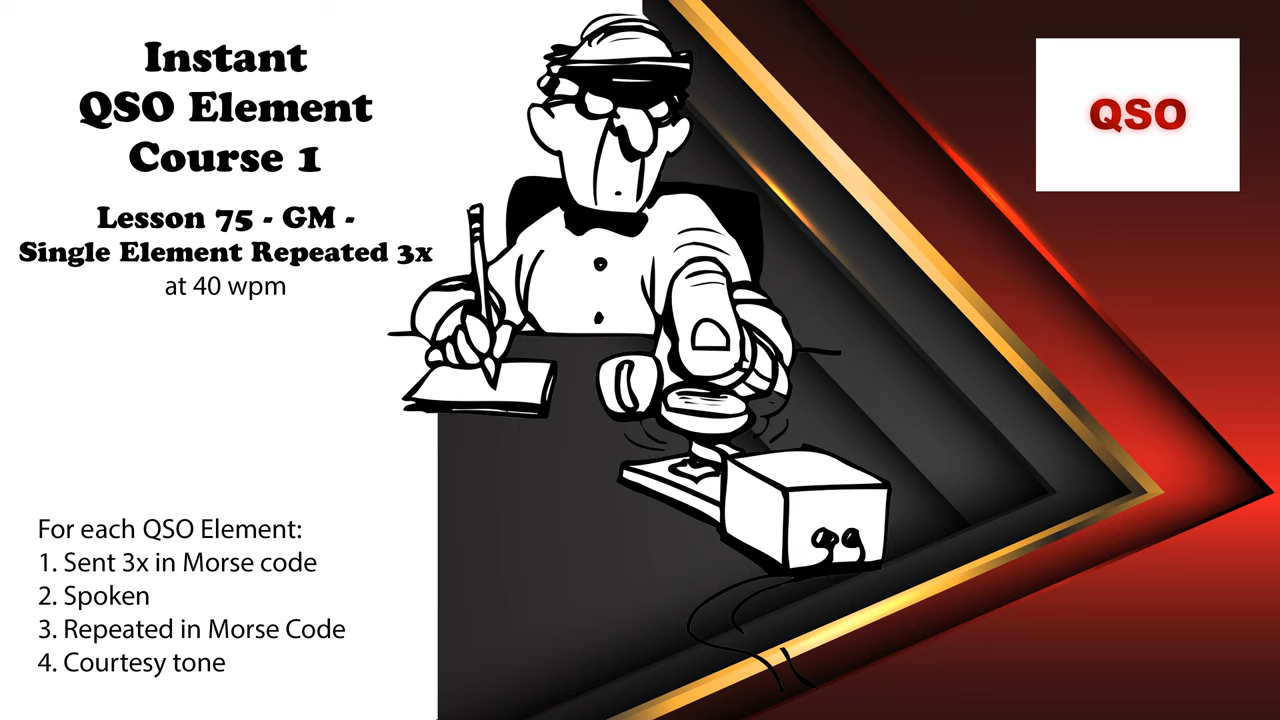 Instant
QSO Element
Course 1
Lesson 75 - GM -
Single Element Repeated 3x
at 40 wpm
QSO
For each QSO Element:
1. Sent 3x in Morse code
2. Spoken
3. Repeated in Morse Code
4. Courtesy tone